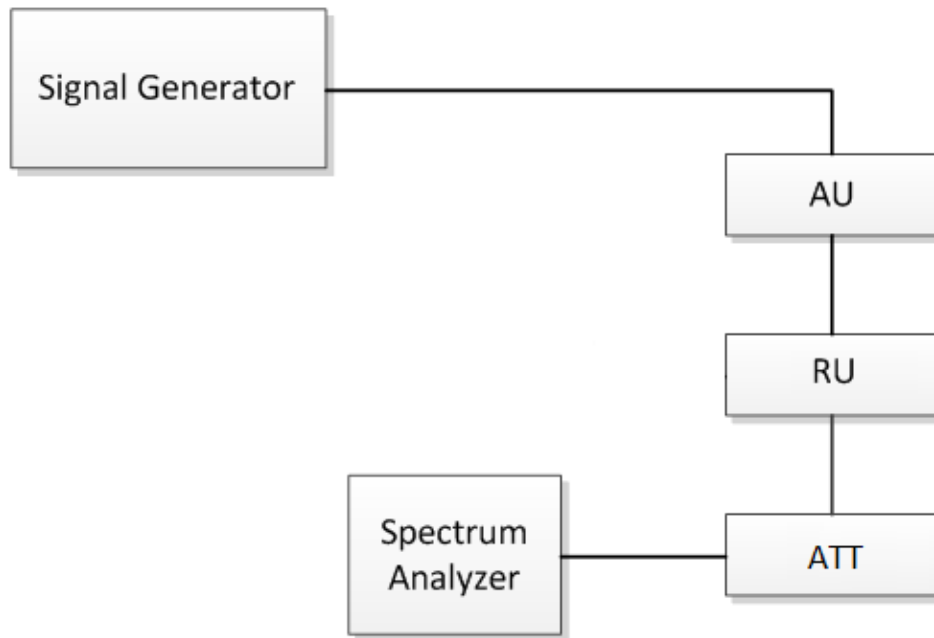 Signal Generator
AU
RU
Spectrum
Analyzer
ATT